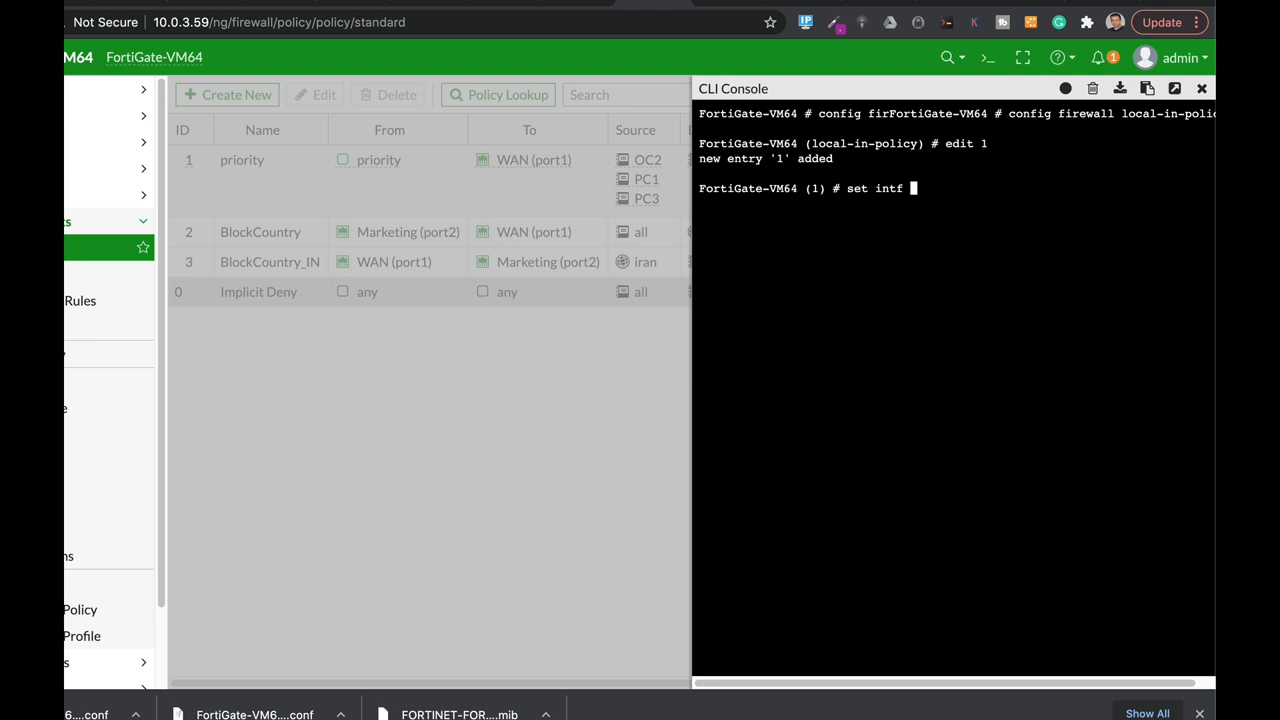 Not Secure 10.0.3.59/ng/firewall/policy/policy/standard Update
M64 FortiGate-VM64 >_ 1 admin
+ Create New Edit Delete Policy Lookup Search
ID Name From To Source
1 priority priority WAN (port1) OC2
PC1
PC3
2 BlockCountry Marketing (port2) WAN (port1) all
3 BlockCountry_IN WAN (port1) Marketing (port2) iran
0 Implicit Deny any any all
CLI Console
FortiGate-VM64 # config firFortiGate-VM64 # config firewall local-in-polic
FortiGate-VM64 (local-in-policy) # edit 1
new entry '1' added
FortiGate-VM64 (1) # set intf
ts
Rules
y
e
ns
Policy
Profile
s
6....conf FortiGate-VM6....conf FORTINET-FOR....mib Show All